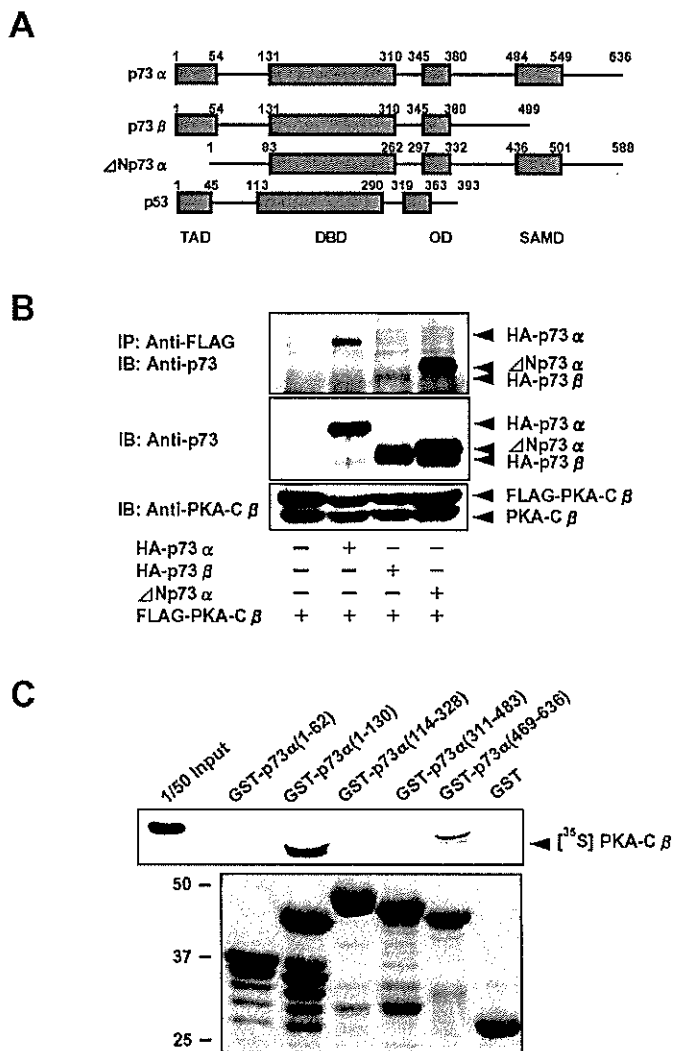 A
1 54 131 310 345 380 484 549 636
p73 α
1 54 131 310 345 380 499
p73 β
1 83 262 297 332 436 501 588
⊿Np73 α
1 45 113 290 319 363 393
p53
TAD DBD OD SAMD
B
IP: Anti-FLAG
IB: Anti-p73
HA-p73 α
⊿Np73 α
HA-p73 β
IB: Anti-p73
HA-p73 α
⊿Np73 α
HA-p73 β
IB: Anti-PKA-C β
FLAG-PKA-C β
PKA-C β
HA-p73 α − + − −
HA-p73 β − − + −
⊿Np73 α − − − +
FLAG-PKA-C β + + + +
C
1/50 Input
GST-p73α(1-62)
GST-p73α(1-130)
GST-p73α(114-328)
GST-p73α(311-483)
GST-p73α(469-636)
GST
[35S] PKA-C β
50 –
37 –
25 –